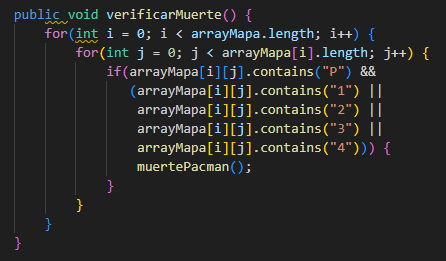 public void verificarMuerte() {
    for(int i = 0; i < arrayMapa.length; i++) {
        for(int j = 0; j < arrayMapa[i].length; j++) {
            if(arrayMapa[i][j].contains("P") &&
               (arrayMapa[i][j].contains("1") ||
                arrayMapa[i][j].contains("2") ||
                arrayMapa[i][j].contains("3") ||
                arrayMapa[i][j].contains("4"))) {
                muertePacman();
            }
        }
    }
}